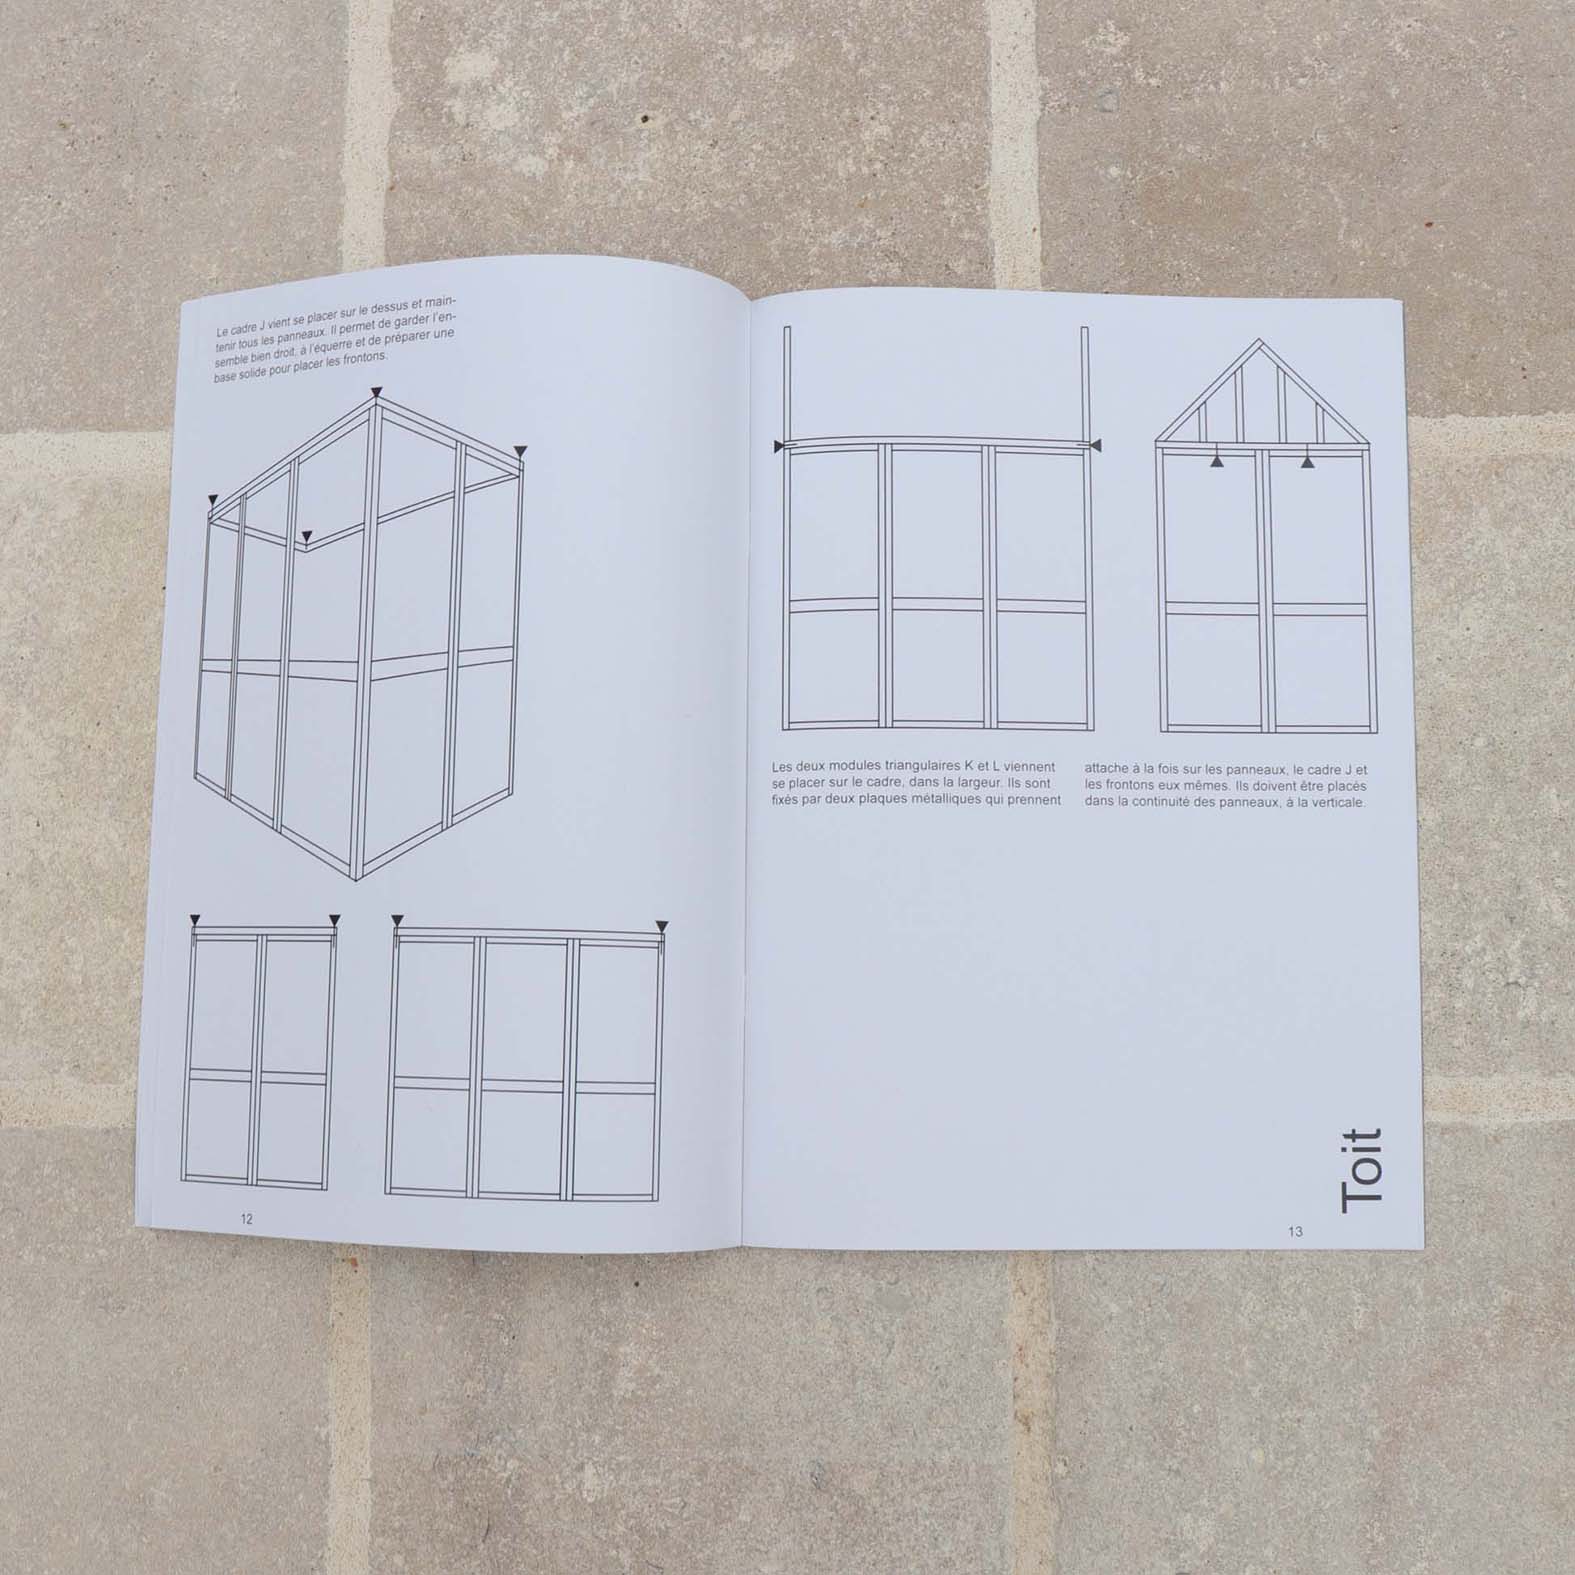 Le cadre J vient se placer sur le dessus et main-
tenir tous les panneaux. Il permet de garder l'en-
semble bien droit, à l'équerre et de préparer une
base solide pour placer les frontons.
12
Les deux modules triangulaires K et L viennent
se placer sur le cadre, dans la largeur. Ils sont
fixés par deux plaques métalliques qui prennent
attache à la fois sur les panneaux, le cadre J et
les frontons eux mêmes. Ils doivent être placés
dans la continuité des panneaux, à la verticale.
Toit
13